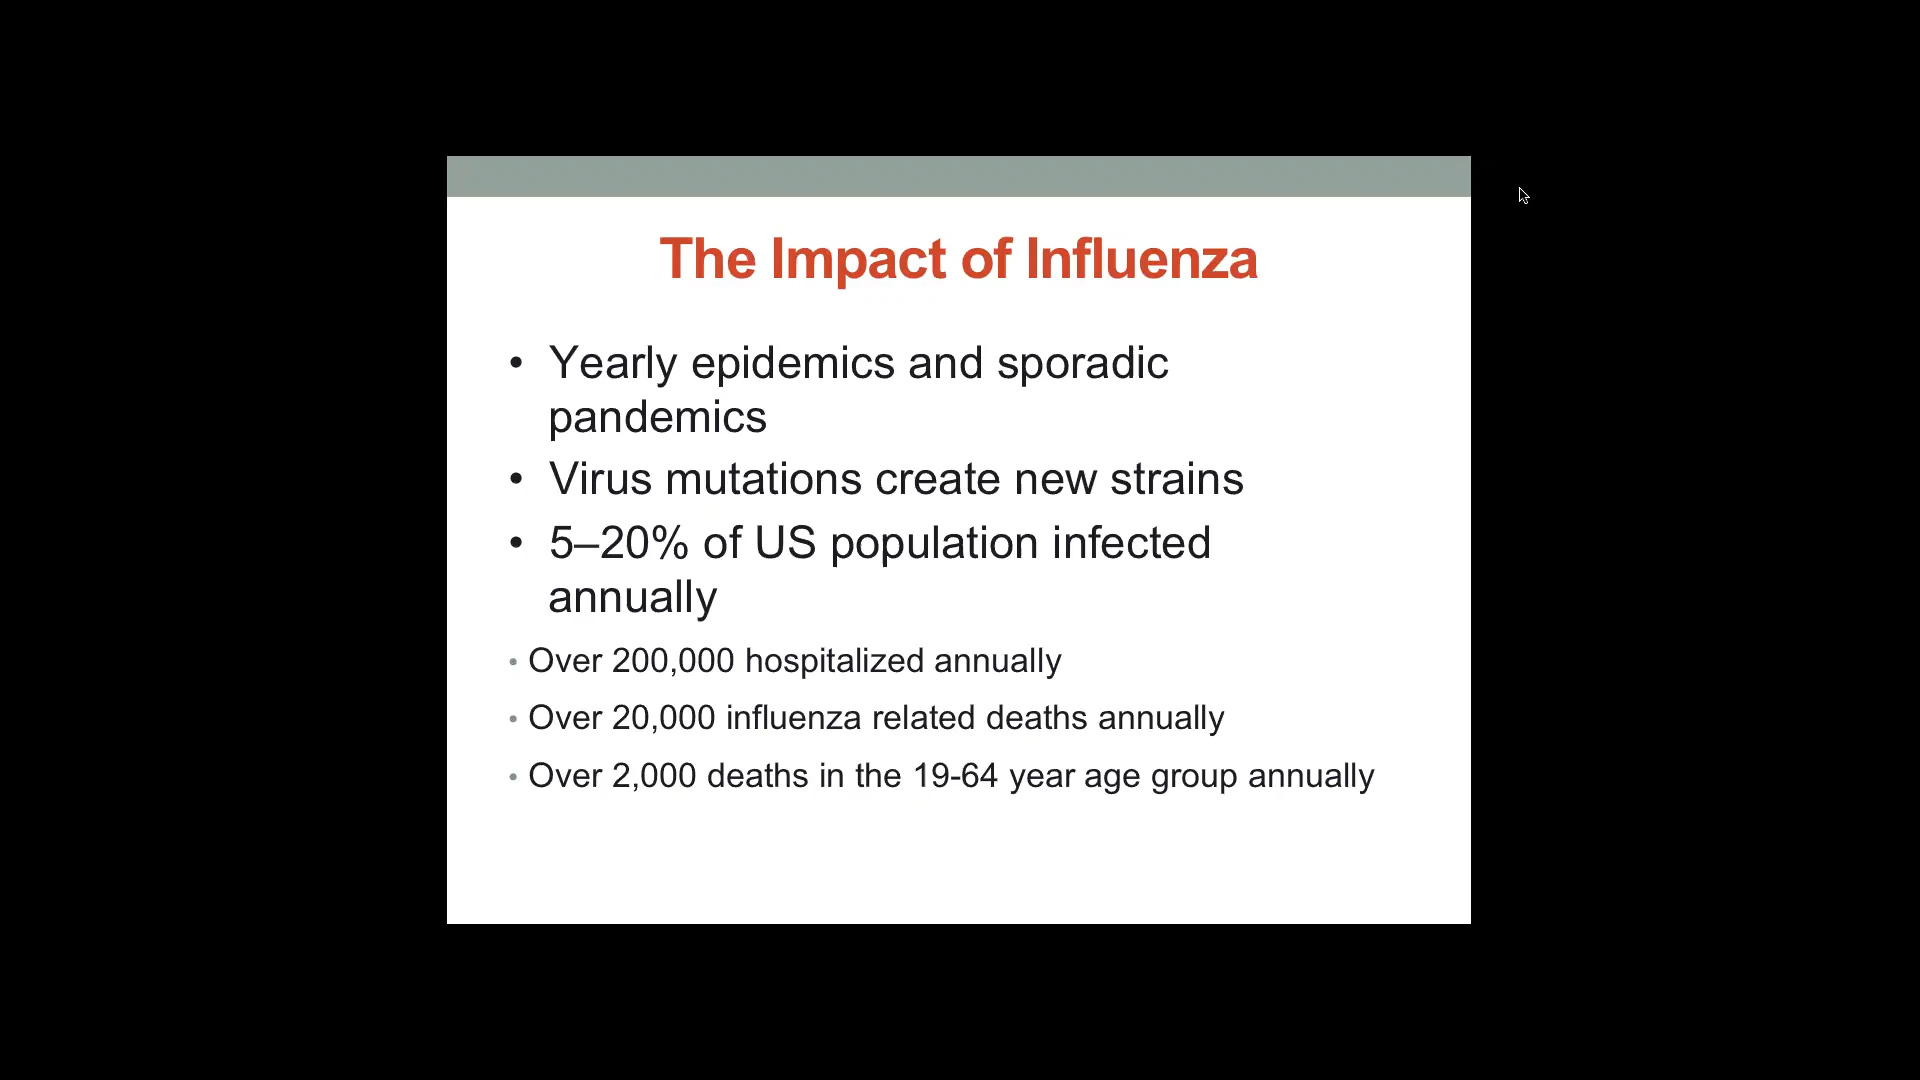 The Impact of Influenza
• Yearly epidemics and sporadic
pandemics
• Virus mutations create new strains
• 5–20% of US population infected
annually
• Over 200,000 hospitalized annually
• Over 20,000 influenza related deaths annually
• Over 2,000 deaths in the 19-64 year age group annually